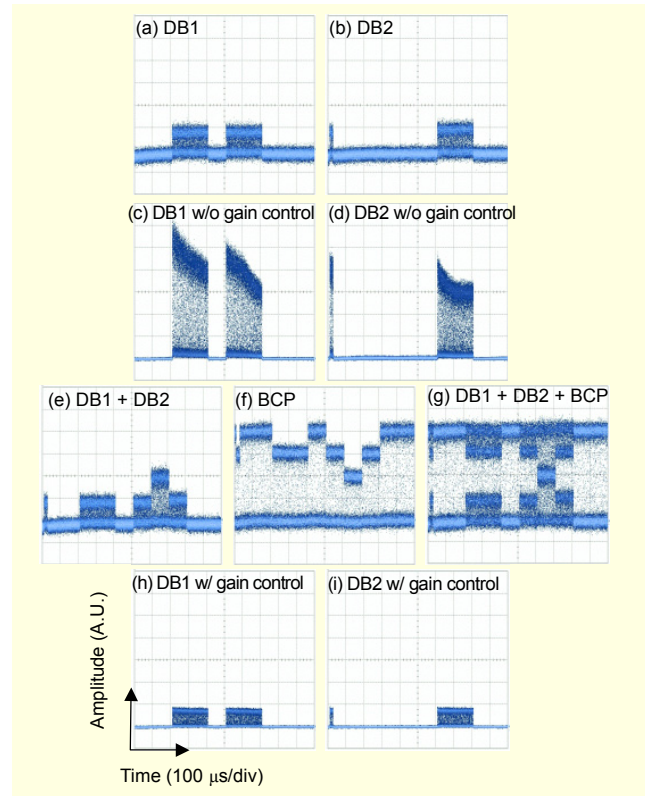 (a) DB1
(b) DB2
(c) DB1 w/o gain control
(d) DB2 w/o gain control
(e) DB1 + DB2
(f) BCP
(g) DB1 + DB2 + BCP
(h) DB1 w/ gain control
(i) DB2 w/ gain control
Amplitude (A.U.)
Time (100 μs/div)